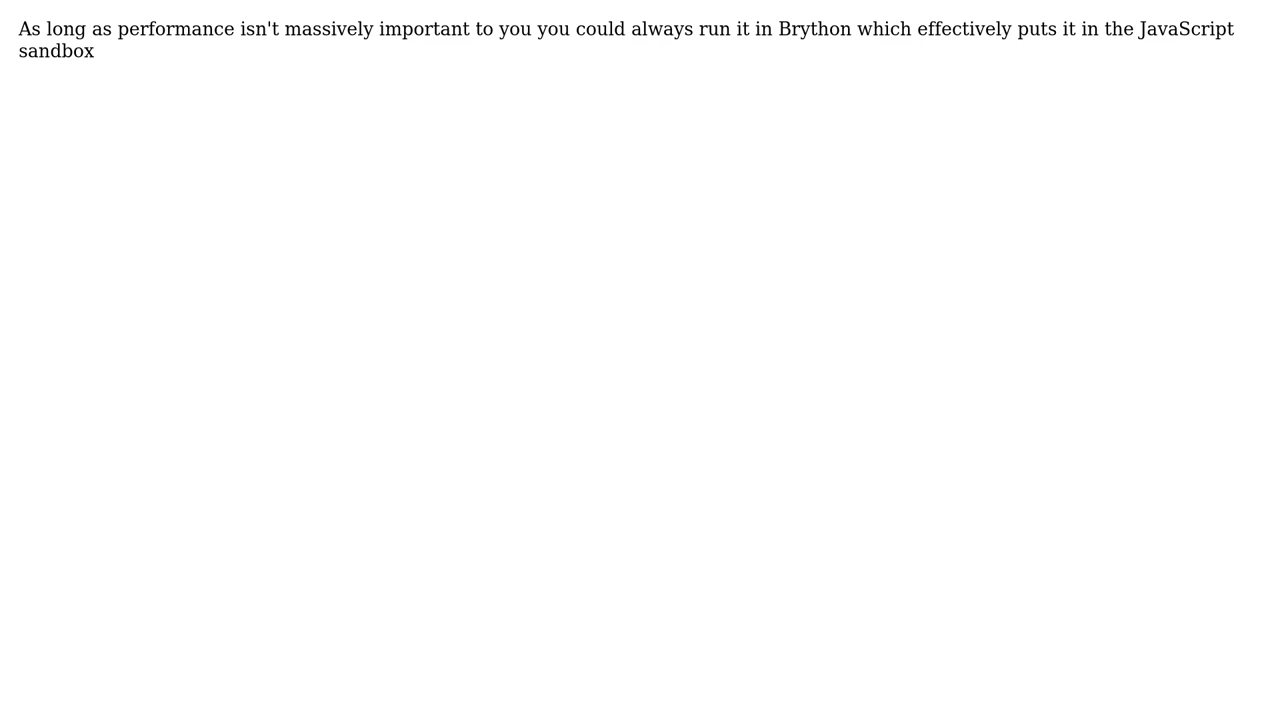 As long as performance isn't massively important to you you could always run it in Brython which effectively puts it in the JavaScript
sandbox